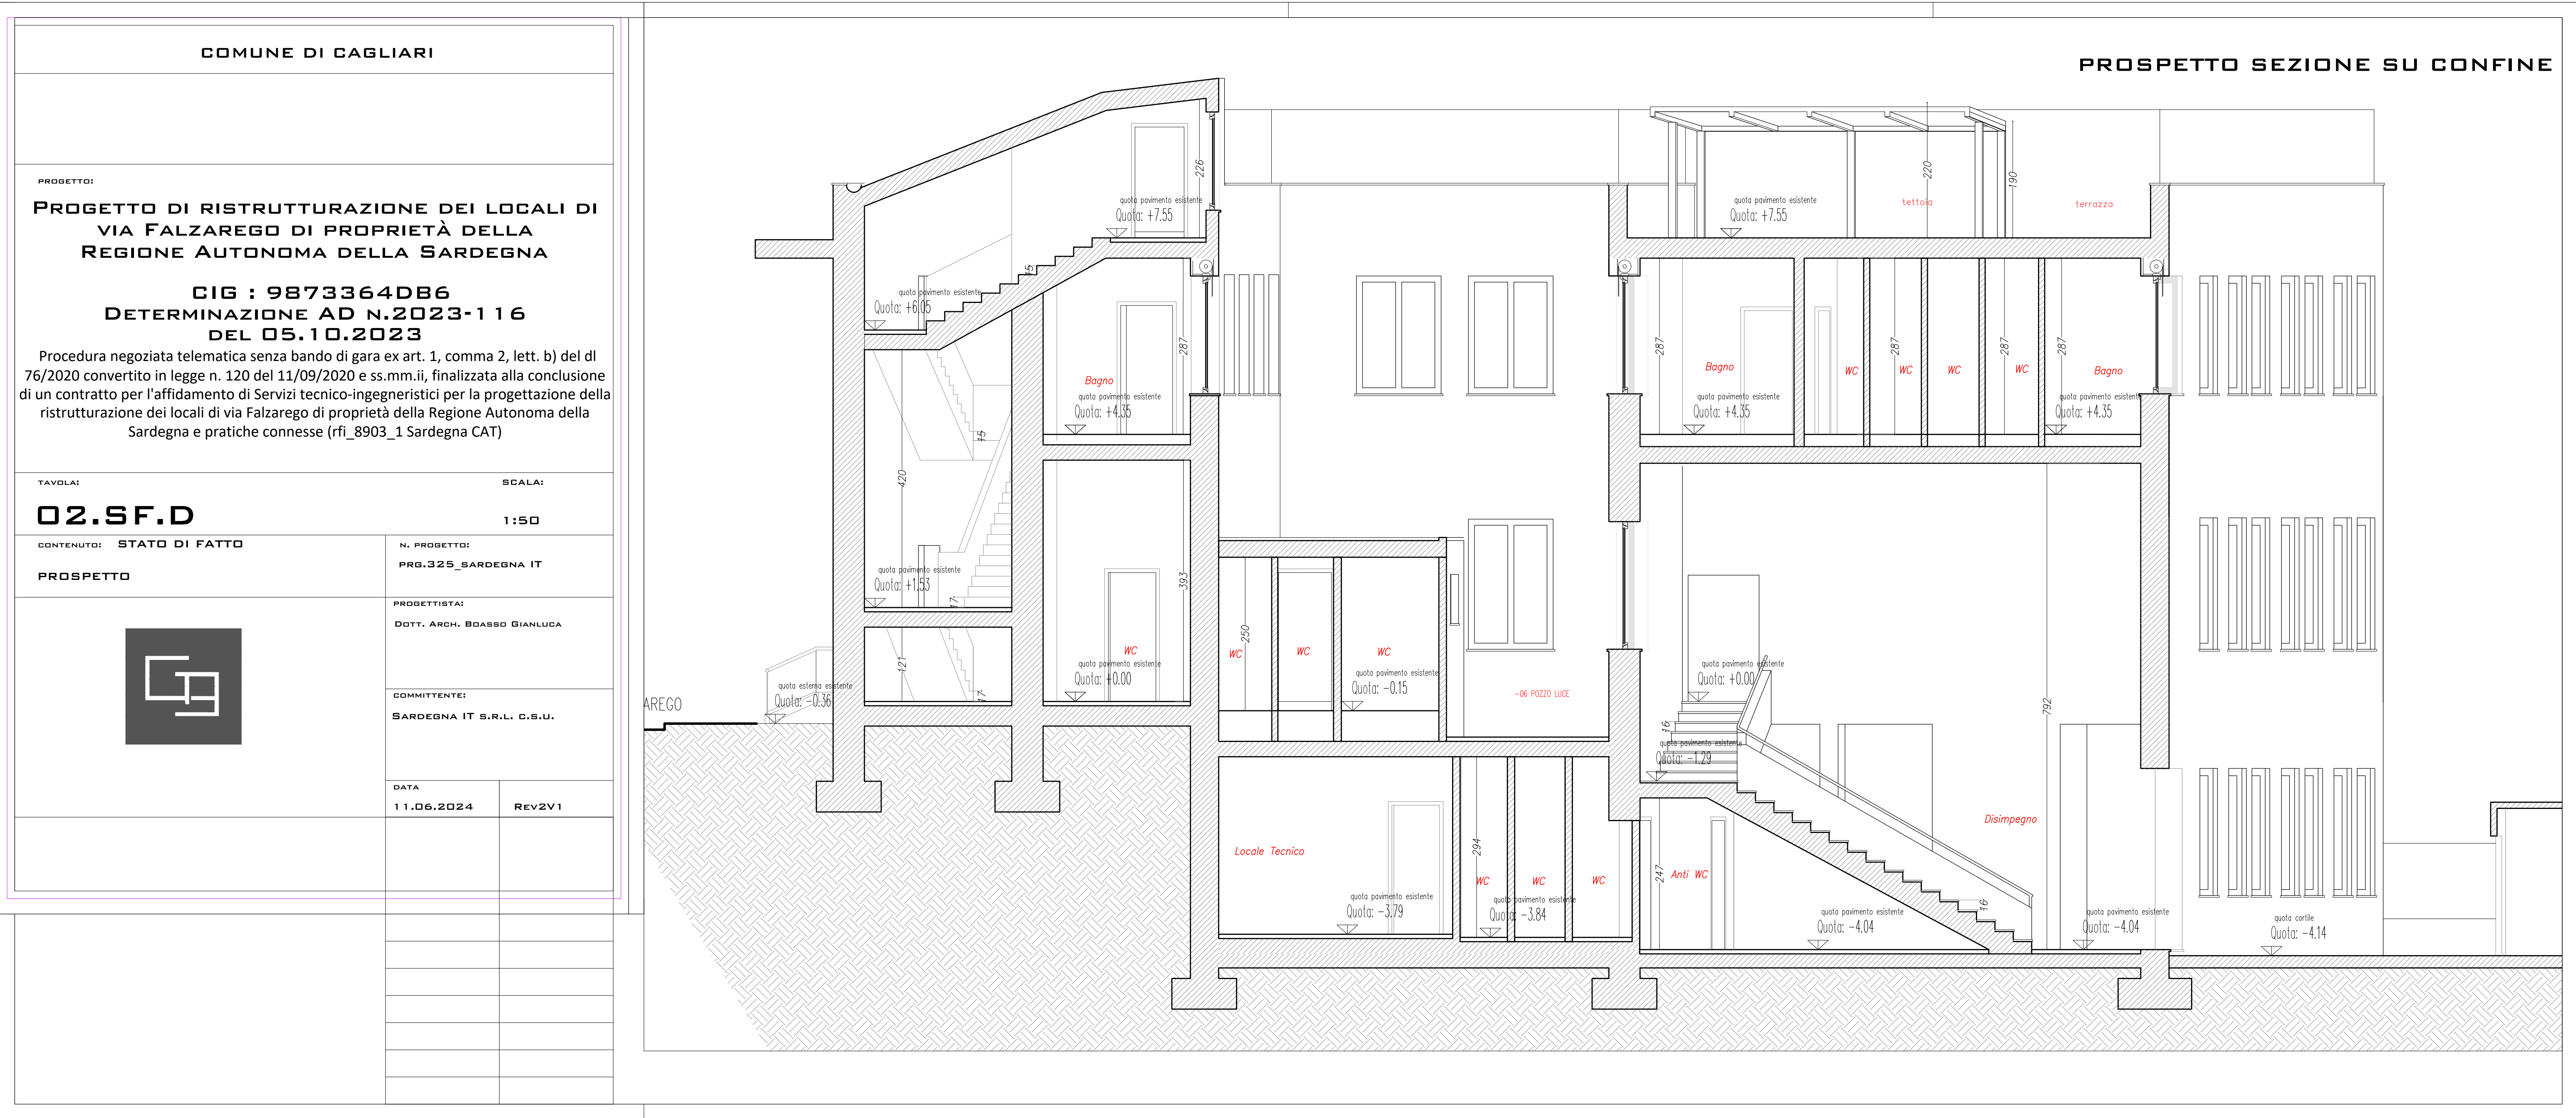 COMUNE DI CAGLIARI
PROGETTO:
PROGETTO DI RISTRUTTURAZIONE DEI LOCALI DI
VIA FALZAREGO DI PROPRIETÀ DELLA
REGIONE AUTONOMA DELLA SARDEGNA
CIG : 9873364DB6
DETERMINAZIONE AD N.2023-116
DEL 05.10.2023
Procedura negoziata telematica senza bando di gara ex art. 1, comma 2, lett. b) del dl
76/2020 convertito in legge n. 120 del 11/09/2020 e ss.mm.ii, finalizzata alla conclusione
di un contratto per l'affidamento di Servizi tecnico-ingegneristici per la progettazione della
ristrutturazione dei locali di via Falzarego di proprietà della Regione Autonoma della
Sardegna e pratiche connesse (rfi_8903_1 Sardegna CAT)
TAVOLA:
SCALA:
02.SF.D
1:50
CONTENUTO: STATO DI FATTO
PROSPETTO
N. PROGETTO:
PRG.325_SARDEGNA IT
PROGETTISTA:
DOTT. ARCH. BOASSO GIANLUCA
COMMITTENTE:
SARDEGNA IT S.R.L. C.S.U.
DATA
11.06.2024
REV2V1
PROSPETTO SEZIONE SU CONFINE
226
quota pavimento esistente
Quota: +7.55
quota pavimento esistente
Quota: +7.55
220
190
tettoia
terrazza
15
quota pavimento esistente
Quota: +6.05
287
Bagno
quota pavimento esistente
Quota: +4.35
287
Bagno
quota pavimento esistente
Quota: +4.35
WC
287
WC
WC
287
WC
287
Bagno
quota pavimento esistente
Quota: +4.35
15
420
quota pavimento esistente
Quota: +1.53
17
393
WC
quota pavimento esistente
Quota: +0.00
121
17
250
WC
WC
WC
quota pavimento esistente
Quota: -0.15
-06 POZZO LUCE
quota esterna esistente
Quota: -0.36
AREGO
quota pavimento esistente
Quota: +0.00
16
quota pavimento esistente
Quota: -1.29
792
Disimpegno
Locale Tecnico
quota pavimento esistente
Quota: -3.79
294
WC
WC
WC
quota pavimento esistente
Quota: -3.84
247
Anti WC
quota pavimento esistente
Quota: -4.04
16
quota pavimento esistente
Quota: -4.04
quota cortile
Quota: -4.14